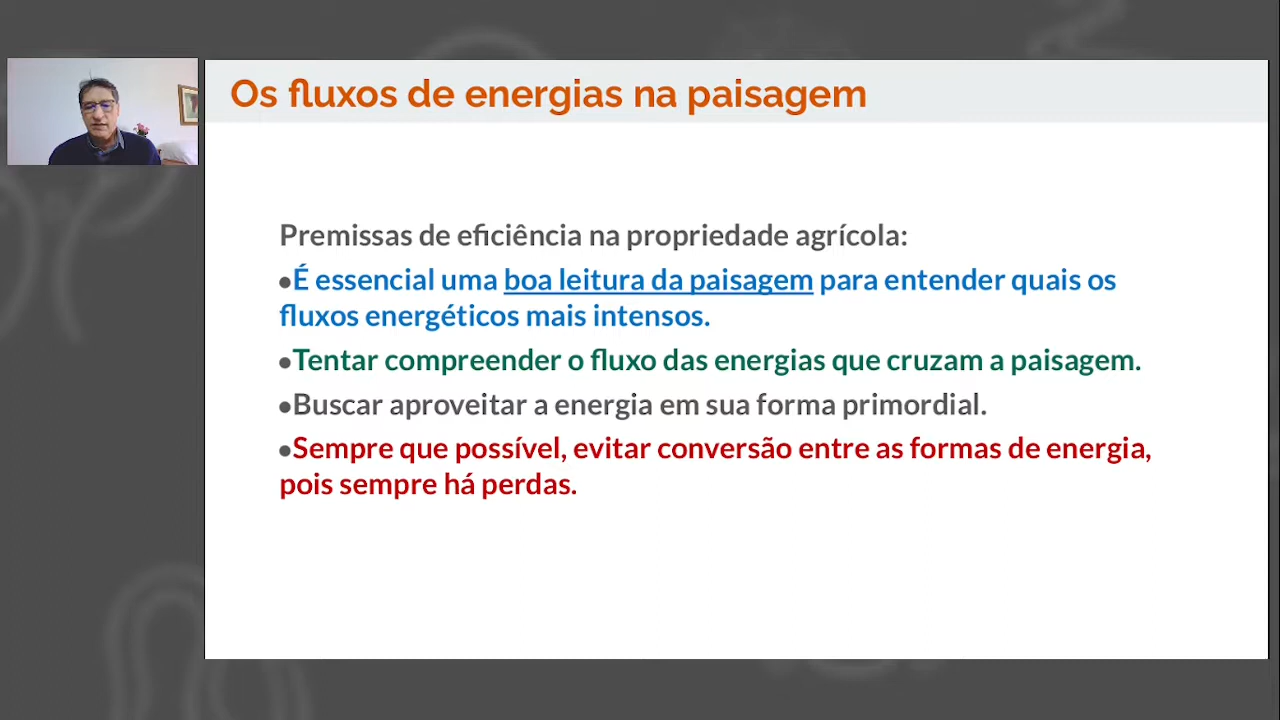 Os fluxos de energias na paisagem
Premissas de eficiência na propriedade agrícola:
●É essencial uma boa leitura da paisagem para entender quais os
fluxos energéticos mais intensos.
●Tentar compreender o fluxo das energias que cruzam a paisagem.
●Buscar aproveitar a energia em sua forma primordial.
●Sempre que possível, evitar conversão entre as formas de energia,
pois sempre há perdas.